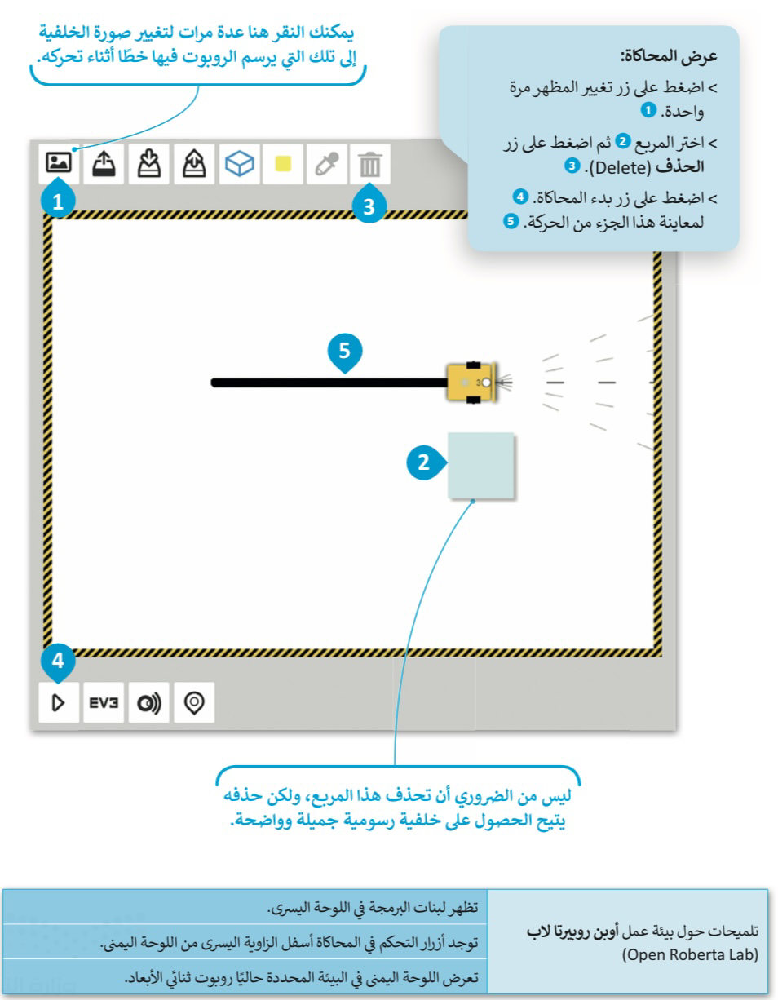 يمكنك النقر هنا عدة مرات لتغيير صورة الخلفية
إلى تلك التي يرسم الروبوت فيها خطًا أثناء تحركه.
عرض المحاكاة:
> اضغط على زر تغيير المظهر مرة
واحدة. 1
> اختر المربع 2 ثم اضغط على زر
الحذف (Delete). 3
> اضغط على زر بدء المحاكاة. 4
لمعاينة هذا الجزء من الحركة. 5
1
3
5
3
2
4
EV3
ليس من الضروري أن تحذف هذا المربع، ولكن حذفه
يتيح الحصول على خلفية رسومية جميلة وواضحة.
تلميحات حول بيئة عمل أوبن روبيرتا لاب
(Open Roberta Lab)
تظهر لبنات البرمجة في اللوحة اليسرى.
توجد أزرار التحكم في المحاكاة أسفل الزاوية اليسرى من اللوحة اليمنى.
تعرض اللوحة اليمنى في البيئة المحددة حاليًا روبوت ثنائي الأبعاد.